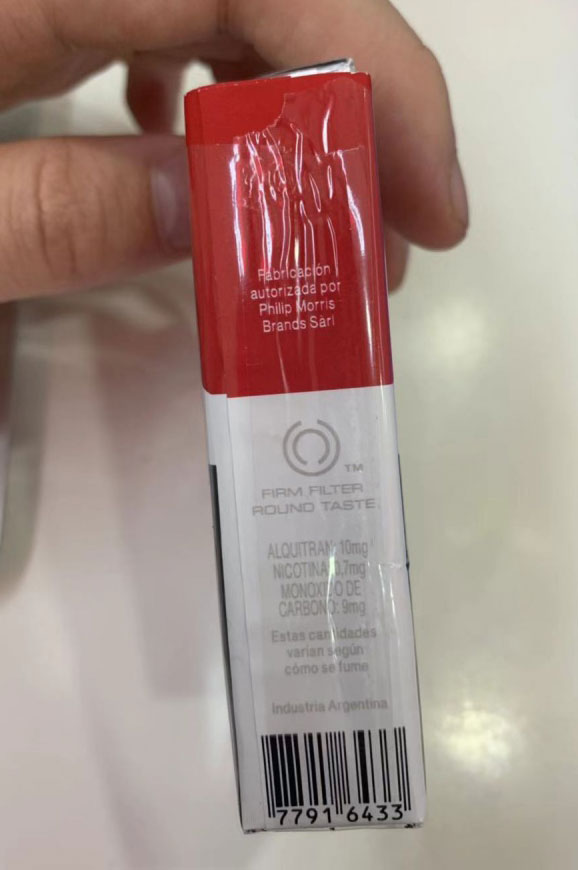 Fabricación
autorizada por
Philip Morris
Brands Sàrl
TM
FIRM FILTER
ROUND TASTE
ALQUITRAN: 10mg
NICOTINA: 0,7mg
MONOXIDO DE
CARBONO: 9mg
Estas cantidades
varían según
cómo se fume
Industria Argentina
7791 6433